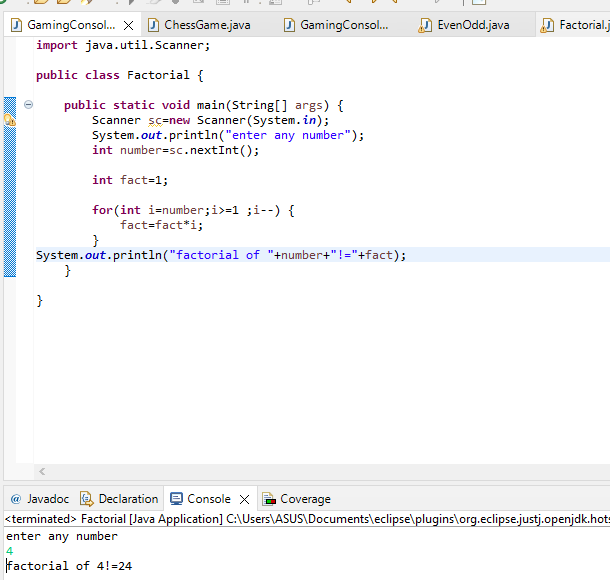 GamingConsol... ChessGame.java GamingConsol... EvenOdd.java Factorial.j
import java.util.Scanner;
public class Factorial {
public static void main(String[] args) {
Scanner sc=new Scanner(System.in);
System.out.println("enter any number");
int number=sc.nextInt();
int fact=1;
for(int i=number;i>=1 ;i--) {
fact=fact*i;
}
System.out.println("factorial of "+number+"!="+fact);
}
}
@ Javadoc Declaration Console Coverage
<terminated> Factorial [Java Application] C:\Users\ASUS\Documents\eclipse\plugins\org.eclipse.justj.openjdk.hots
enter any number
4
factorial of 4!=24